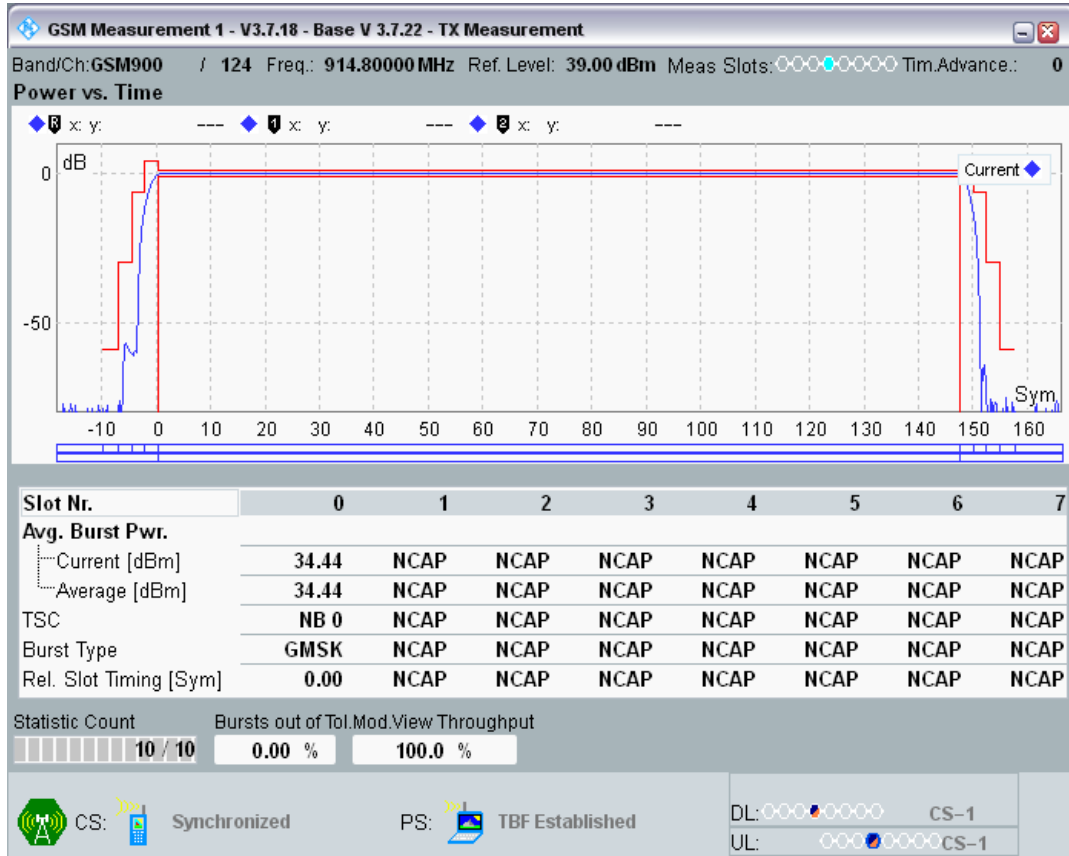 GSM Measurement 1 - V3.7.18 - Base V 3.7.22 - TX Measurement
Band/Ch:GSM900 / 124 Freq.: 914.80000 MHz Ref. Level: 39.00 dBm Meas Slots: Tim.Advance.: 0
Power vs. Time
R x: y: --- 1 x: y: --- 2 x: y: ---
dB
Current
0
-50
Sym
-10 0 10 20 30 40 50 60 70 80 90 100 110 120 130 140 150 160
Slot Nr. 0 1 2 3 4 5 6 7
Avg. Burst Pwr.
Current [dBm] 34.44 NCAP NCAP NCAP NCAP NCAP NCAP NCAP
Average [dBm] 34.44 NCAP NCAP NCAP NCAP NCAP NCAP NCAP
TSC NB 0 NCAP NCAP NCAP NCAP NCAP NCAP NCAP
Burst Type GMSK NCAP NCAP NCAP NCAP NCAP NCAP NCAP
Rel. Slot Timing [Sym] 0.00 NCAP NCAP NCAP NCAP NCAP NCAP NCAP
Statistic Count Bursts out of Tol. Mod.View Throughput
10 / 10 0.00 % 100.0 %
CS: Synchronized PS: TBF Established
DL: CS-1
UL: CS-1